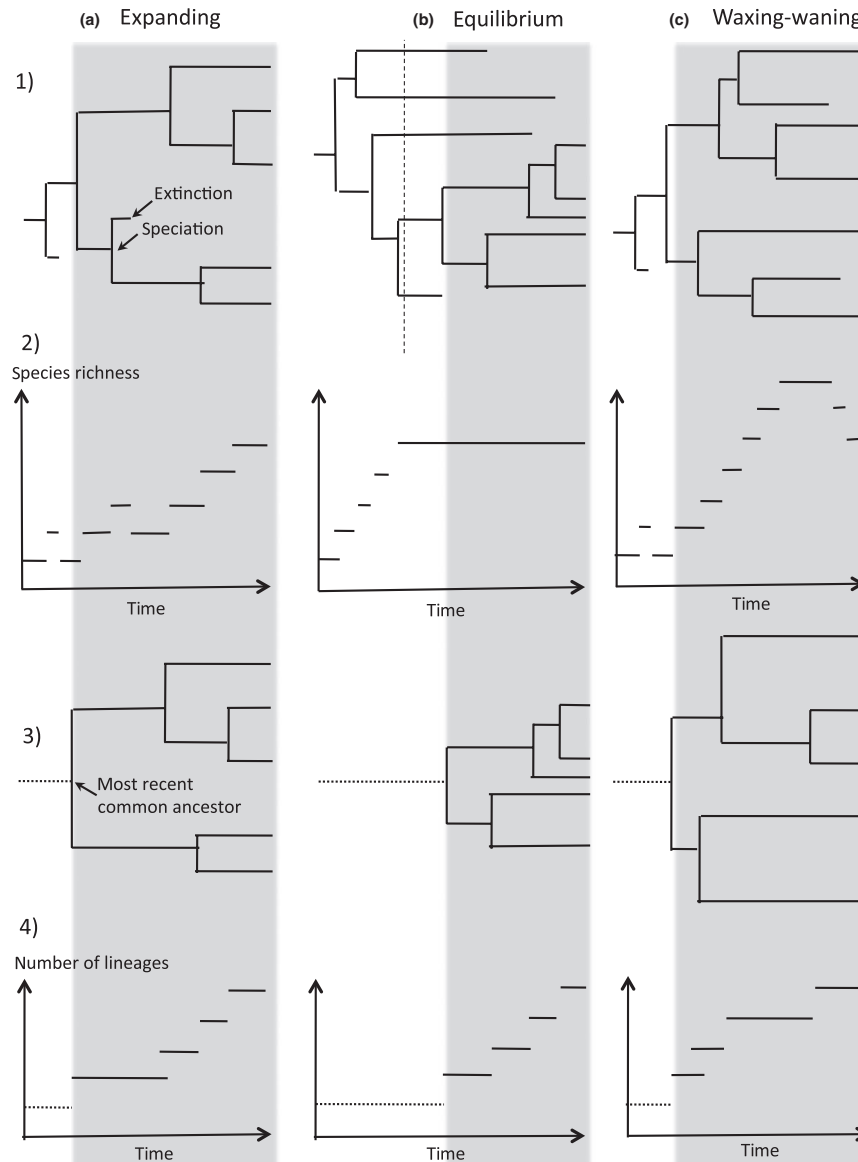 (a) Expanding (b) Equilibrium (c) Waxing-waning
1)
Extinction
Speciation
2)
Species richness
Time Time Time
3)
Most recent
common ancestor
4)
Number of lineages
Time Time Time